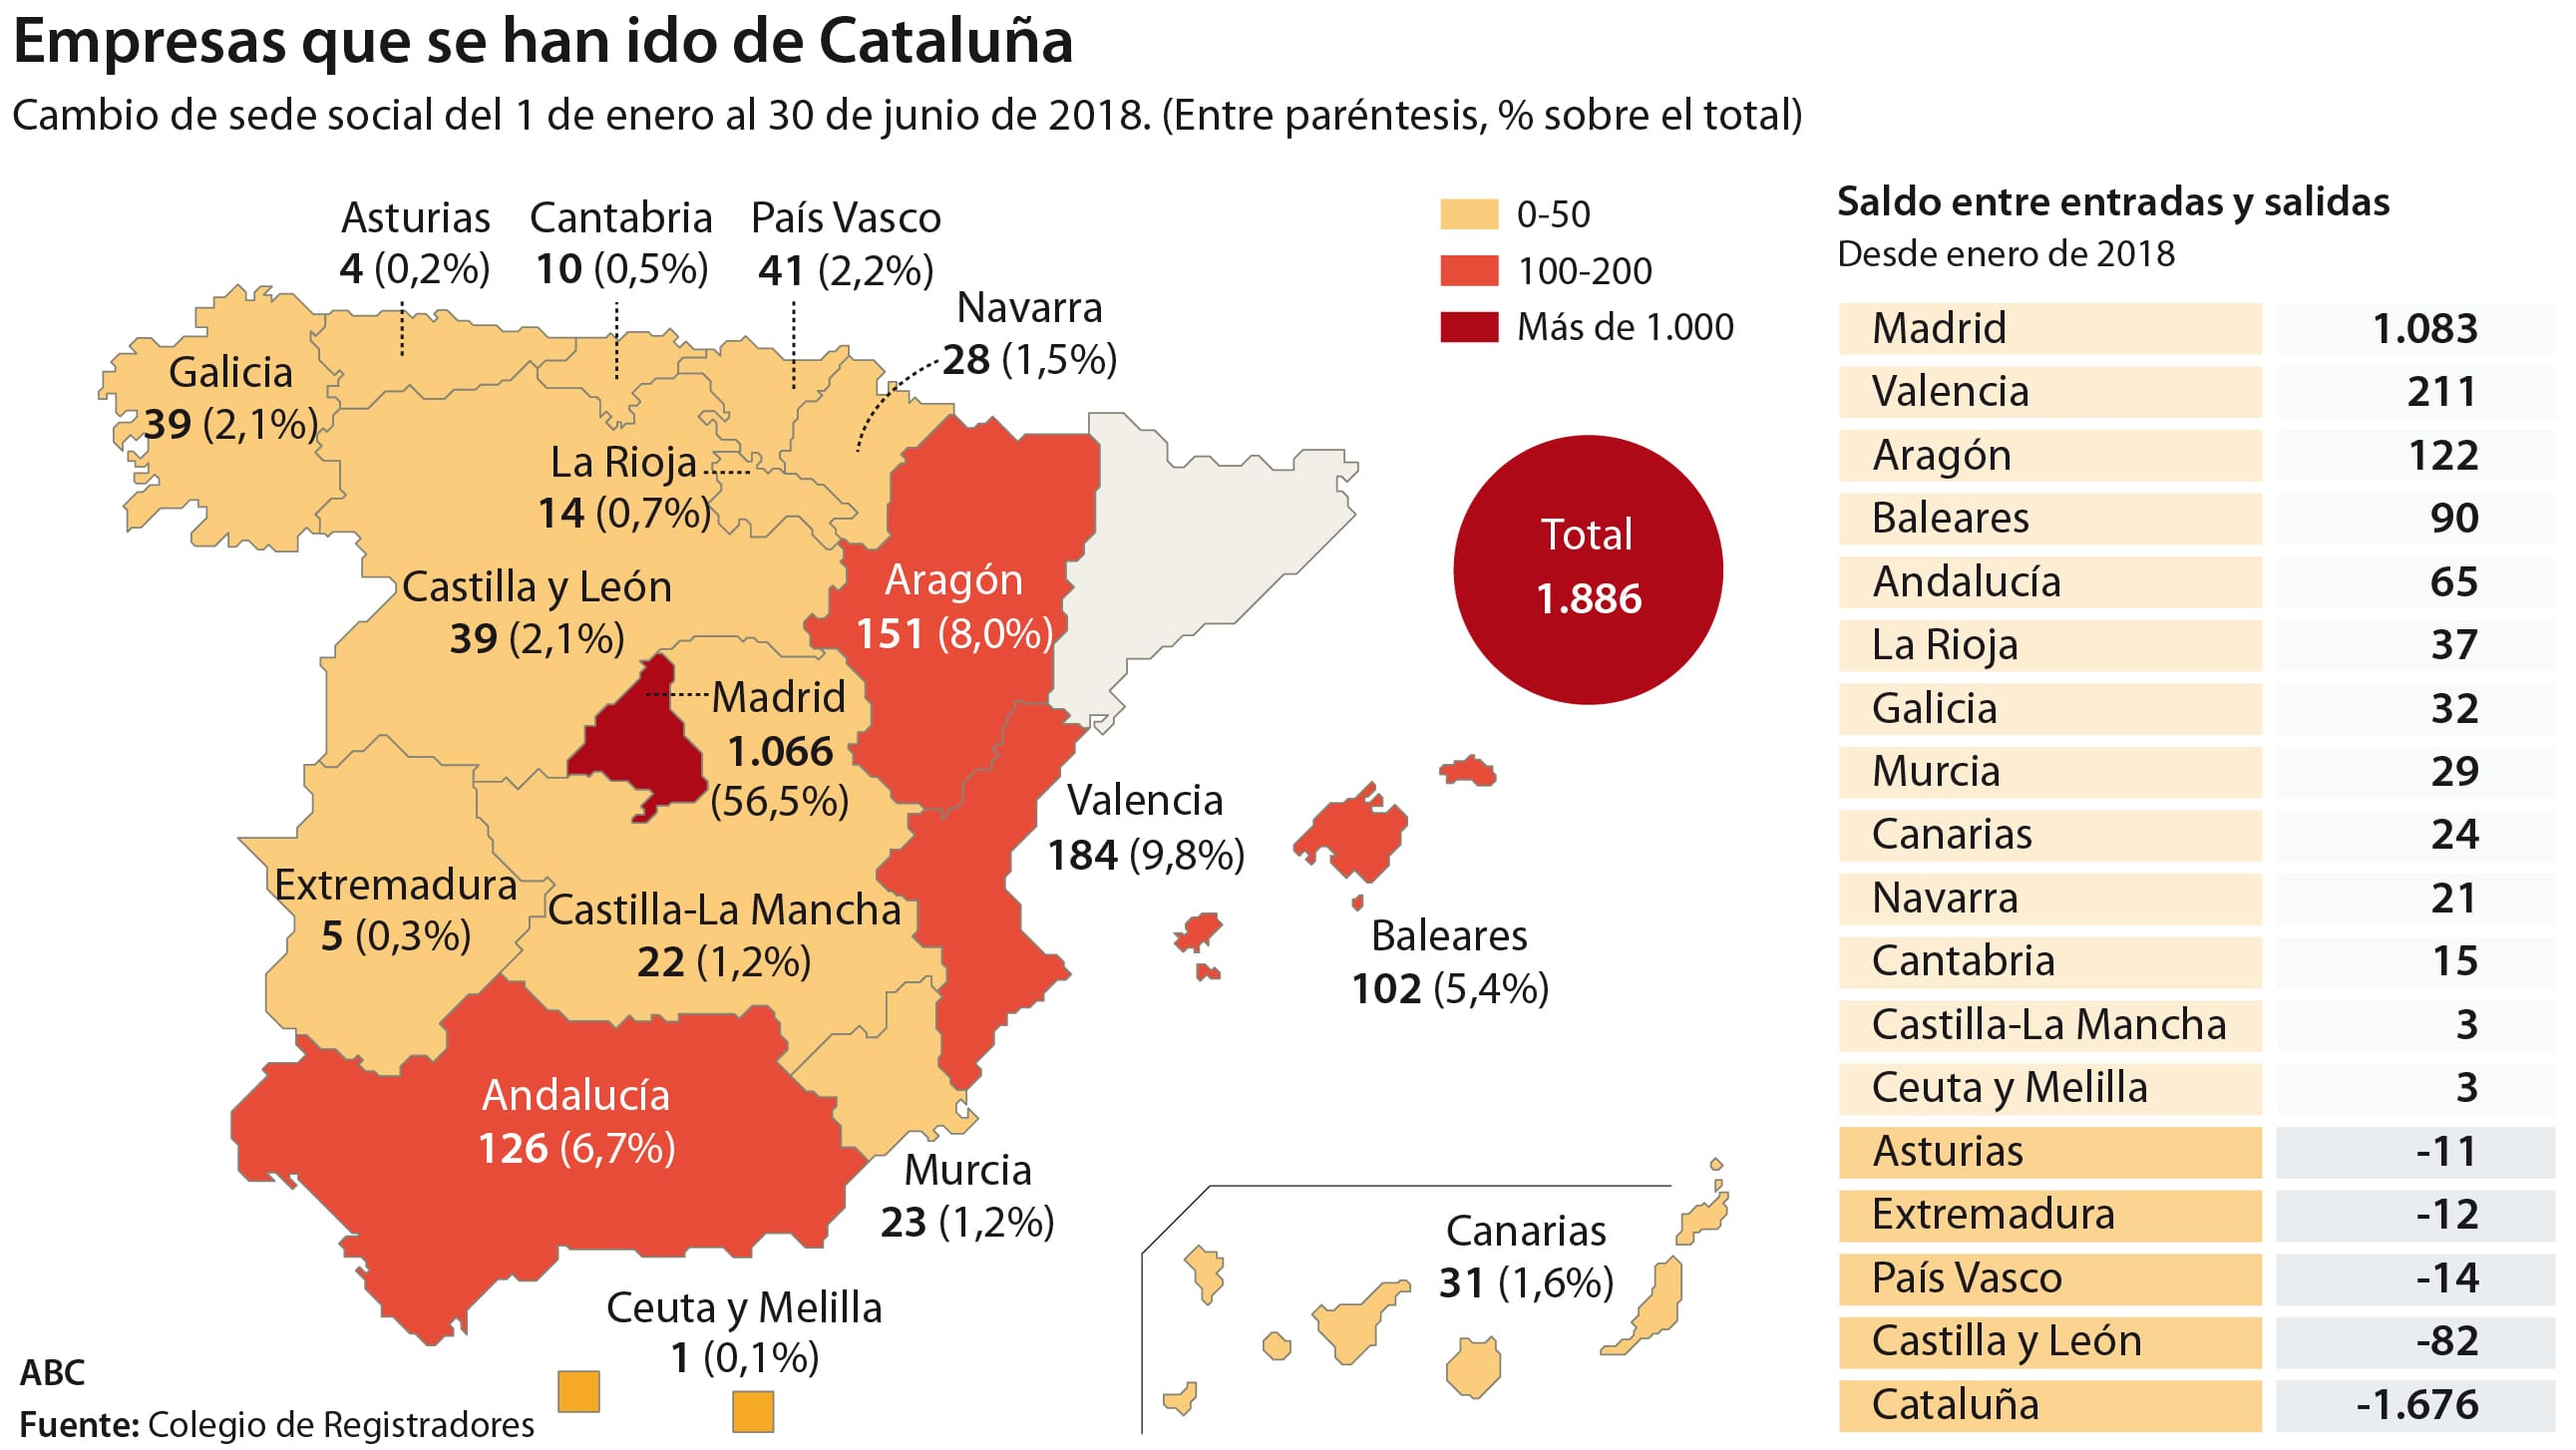 Empresas que se han ido de Cataluña
Cambio de sede social del 1 de enero al 30 de junio de 2018. (Entre paréntesis, % sobre el total)
Asturias
4 (0,2%)
Cantabria
10 (0,5%)
País Vasco
41 (2,2%)
Navarra
28 (1,5%)
Galicia
39 (2,1%)
La Rioja
14 (0,7%)
Castilla y León
39 (2,1%)
Aragón
151 (8,0%)
Madrid
1.066
(56,5%)
Valencia
184 (9,8%)
Extremadura
5 (0,3%)
Castilla-La Mancha
22 (1,2%)
Baleares
102 (5,4%)
Andalucía
126 (6,7%)
Murcia
23 (1,2%)
Canarias
31 (1,6%)
Ceuta y Melilla
1 (0,1%)
0-50
100-200
Más de 1.000
Total
1.886
Saldo entre entradas y salidas
Desde enero de 2018
Madrid 1.083
Valencia 211
Aragón 122
Baleares 90
Andalucía 65
La Rioja 37
Galicia 32
Murcia 29
Canarias 24
Navarra 21
Cantabria 15
Castilla-La Mancha 3
Ceuta y Melilla 3
Asturias -11
Extremadura -12
País Vasco -14
Castilla y León -82
Cataluña -1.676
ABC
Fuente: Colegio de Registradores